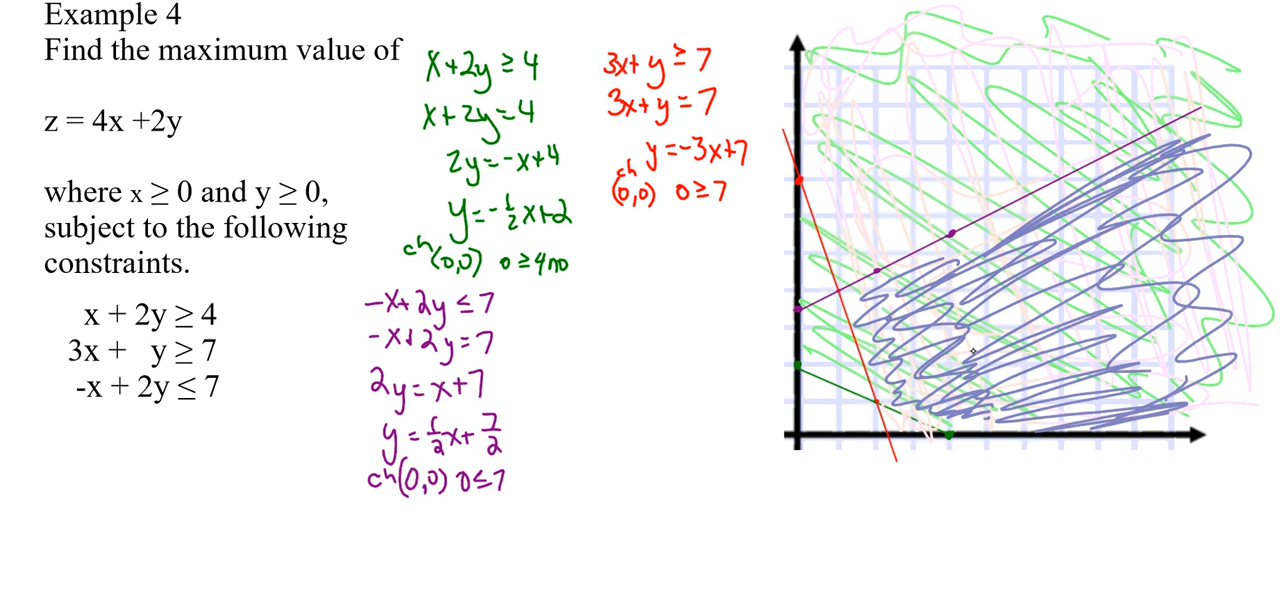 Example 4
Find the maximum value of
z = 4x +2y
where x ≥ 0 and y ≥ 0,
subject to the following
constraints.
x + 2y ≥ 4
3x + y ≥ 7
-x + 2y ≤ 7
x+2y ≥ 4
x+2y=4
2y=-x+4
y=-1/2x+2
ch(0,0) 0≥4 no
-x+2y ≤ 7
-x+2y=7
2y=x+7
y=1/2x+7/2
ch(0,0) 0≤7
3x+y ≥ 7
3x+y=7
y=-3x+7
ch
(0,0) 0≥7